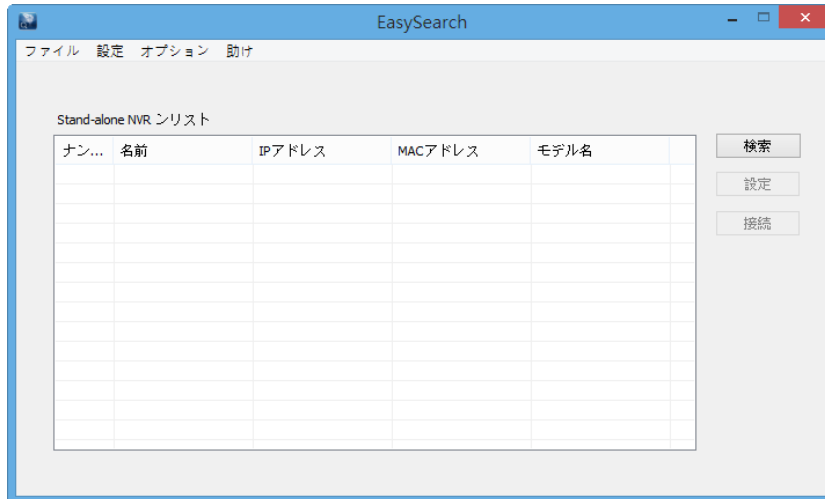 EasySearch
ファイル 設定 オプション 助け
Stand-alone NVR ンリスト
ナン... 名前 IPアドレス MACアドレス モデル名
検索
設定
接続